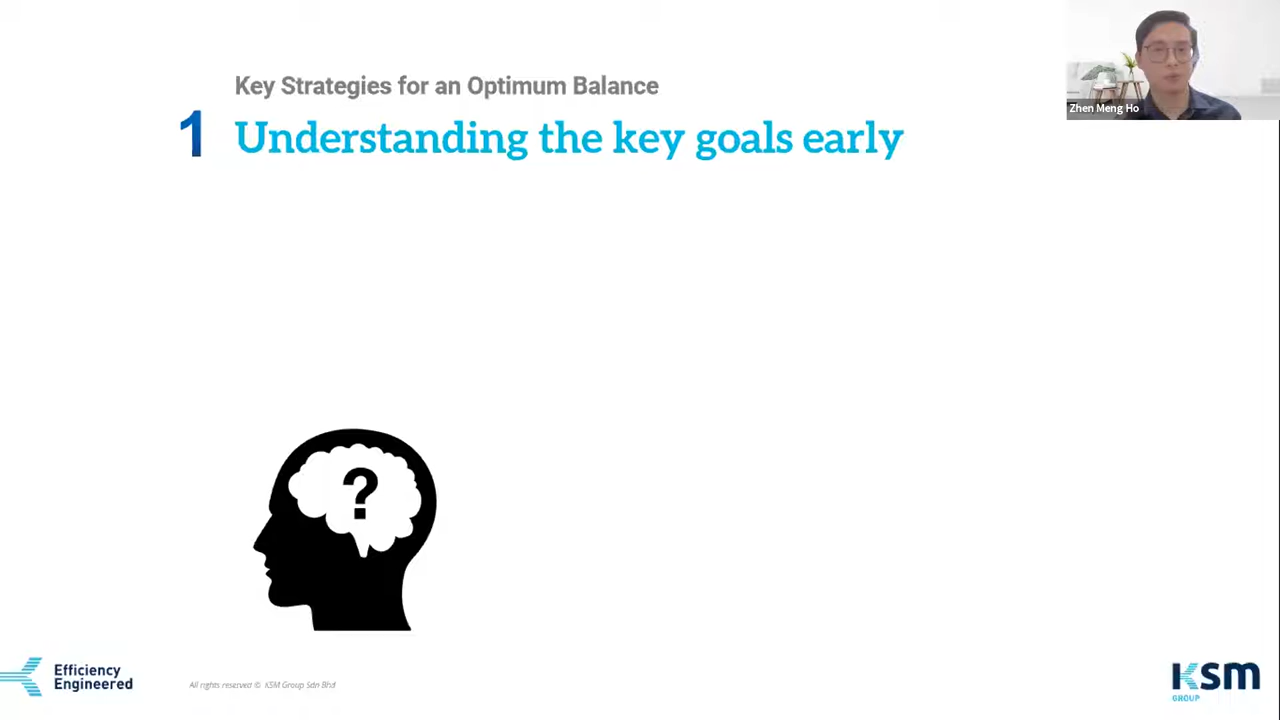 Key Strategies for an Optimum Balance
1 Understanding the key goals early
Zhen Meng Ho
?
Efficiency
Engineered
All rights reserved © KSM Group Sdn Bhd
KSM
GROUP